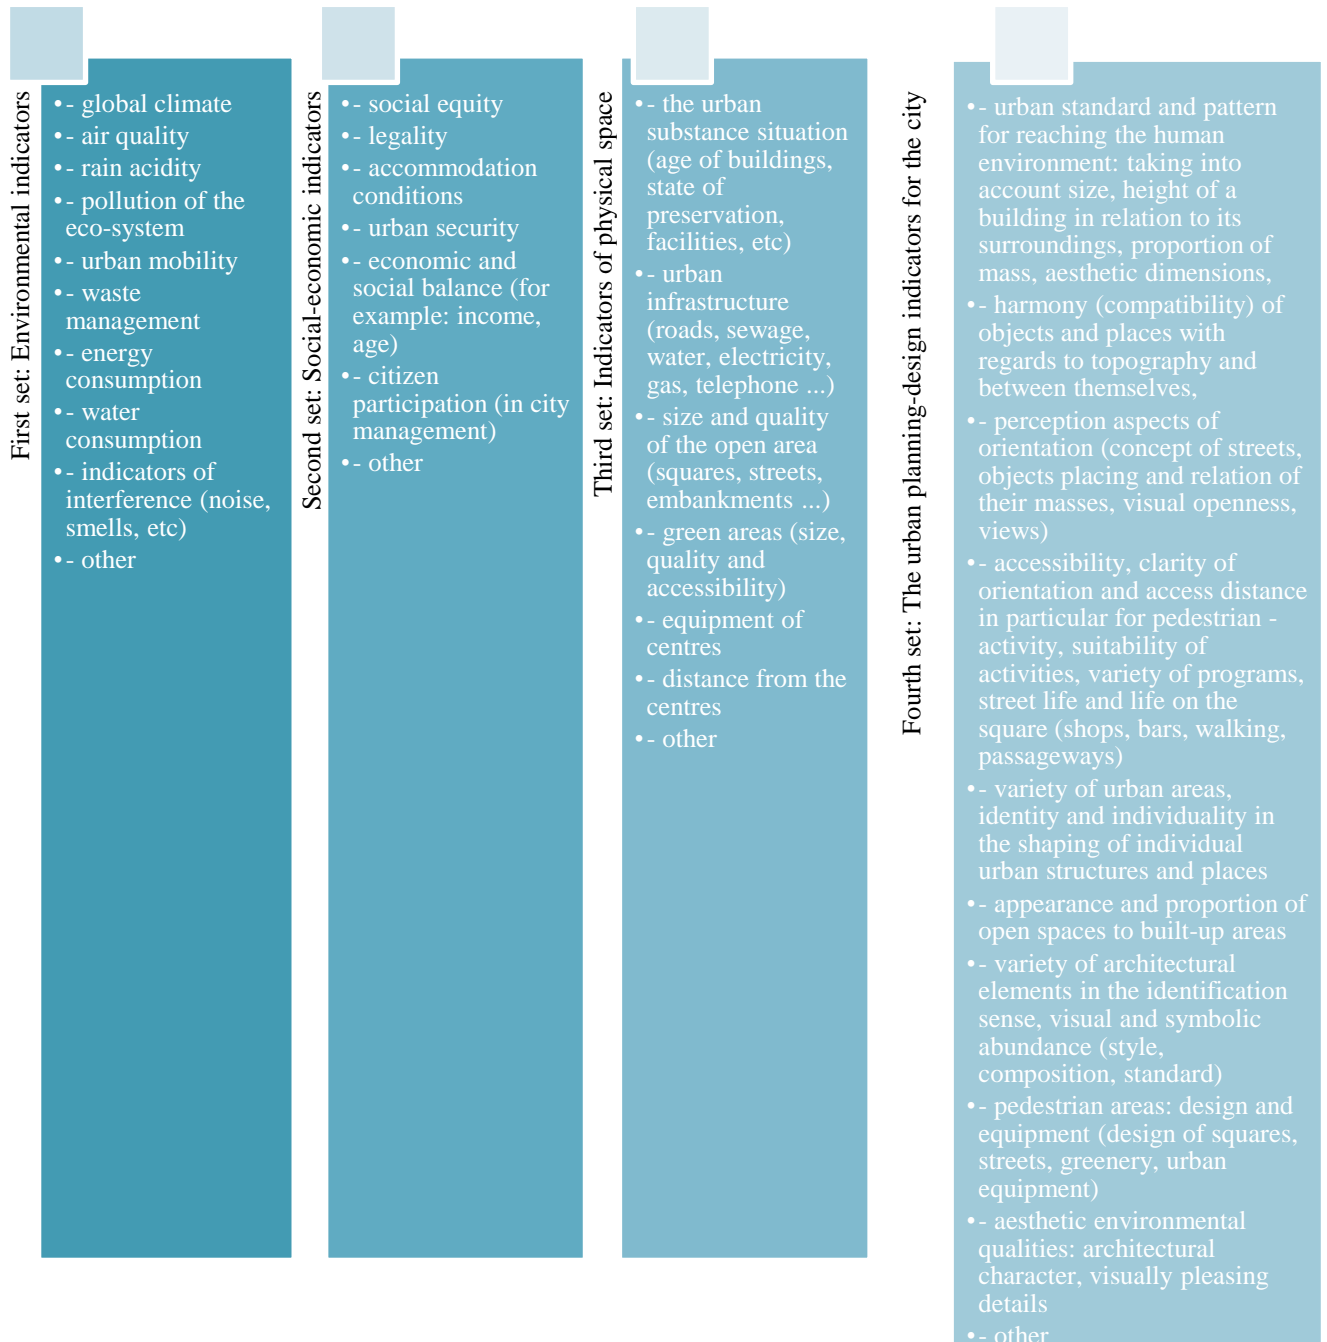 First set: Environmental indicators
•- global climate
•- air quality
•- rain acidity
•- pollution of the
eco-system
•- urban mobility
•- waste
management
•- energy
consumption
•- water
consumption
•- indicators of
interference (noise,
smells, etc)
•- other
Second set: Social-economic indicators
•- social equity
•- legality
•- accommodation
conditions
•- urban security
•- economic and
social balance (for
example: income,
age)
•- citizen
participation (in city
management)
•- other
Third set: Indicators of physical space
•- the urban
substance situation
(age of buildings,
state of
preservation,
facilities, etc)
•- urban
infrastructure
(roads, sewage,
water, electricity,
gas, telephone ...)
•- size and quality
of the open area
(squares, streets,
embankments ...)
•- green areas (size,
quality and
accessibility)
•- equipment of
centres
•- distance from the
centres
•- other
Fourth set: The urban planning-design indicators for the city
•- urban standard and pattern
for reaching the human
environment: taking into
account size, height of a
building in relation to its
surroundings, proportion of
mass, aesthetic dimensions,
•- harmony (compatibility) of
objects and places with
regards to topography and
between themselves,
•- perception aspects of
orientation (concept of streets,
objects placing and relation of
their masses, visual openness,
views)
•- accessibility, clarity of
orientation and access distance
in particular for pedestrian -
activity, suitability of
activities, variety of programs,
street life and life on the
square (shops, bars, walking,
passageways)
•- variety of urban areas,
identity and individuality in
the shaping of individual
urban structures and places
•- appearance and proportion of
open spaces to built-up areas
•- variety of architectural
elements in the identification
sense, visual and symbolic
abundance (style,
composition, standard)
•- pedestrian areas: design and
equipment (design of squares,
streets, greenery, urban
equipment)
•- aesthetic environmental
qualities: architectural
character, visually pleasing
details
•- other